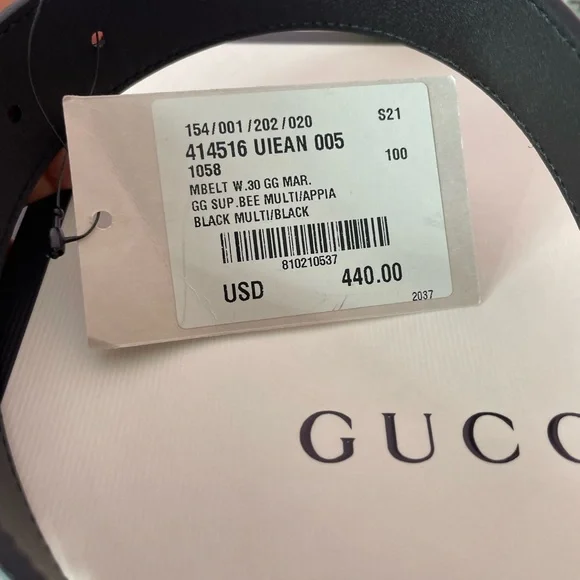 154/001/202/020 S21
414516 UIEAN 005
1058 100
MBELT W.30 GG MAR.
GG SUP.BEE MULTI/APPIA
BLACK MULTI/BLACK
810210537
USD 440.00
2037
GUCC